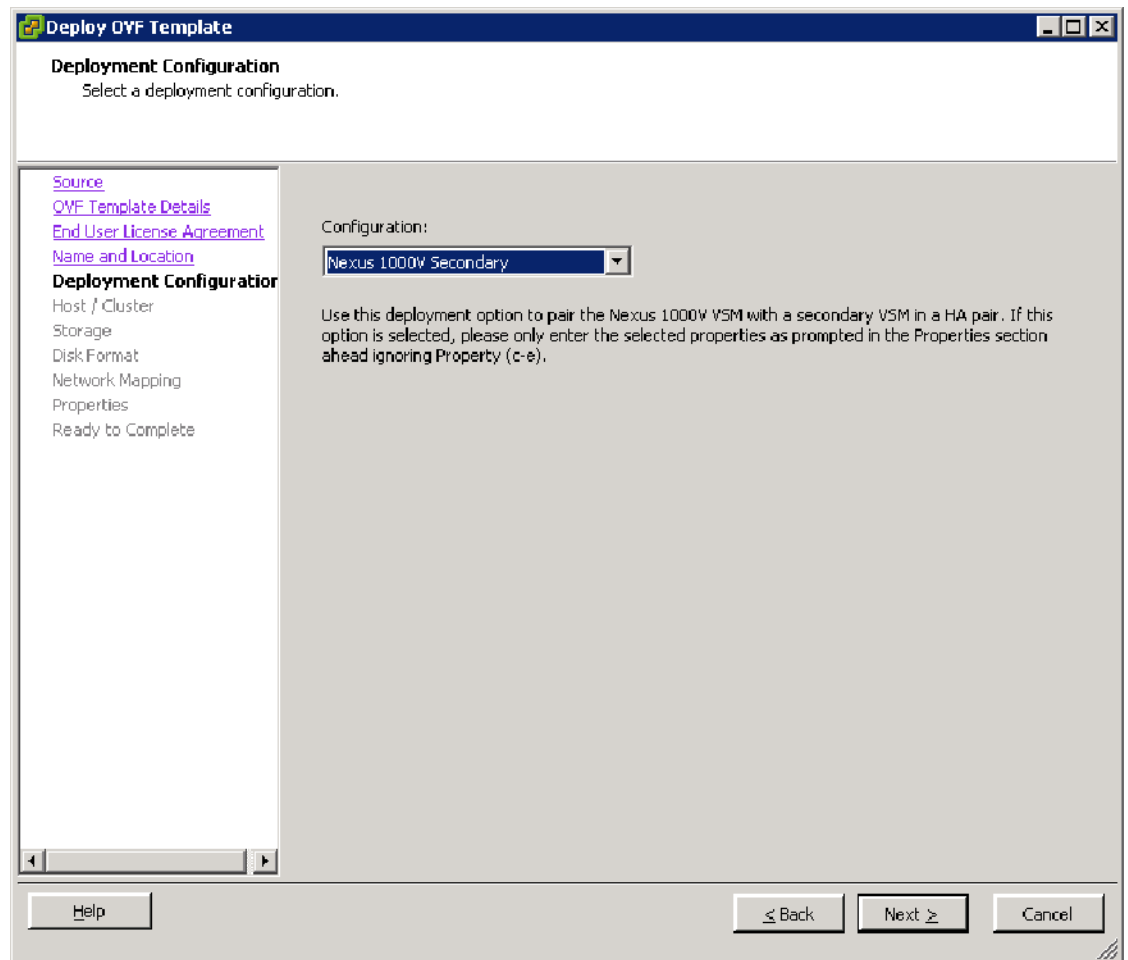 Deploy OVF Template
Deployment Configuration
Select a deployment configuration.
Source
OVF Template Details
End User License Agreement
Name and Location
Deployment Configuration
Host / Cluster
Storage
Disk Format
Network Mapping
Properties
Ready to Complete
Configuration:
Nexus 1000V Secondary
Use this deployment option to pair the Nexus 1000V VSM with a secondary VSM in a HA pair. If this
option is selected, please only enter the selected properties as prompted in the Properties section
ahead ignoring Property (c-e).
Help
≤ Back
Next ≥
Cancel